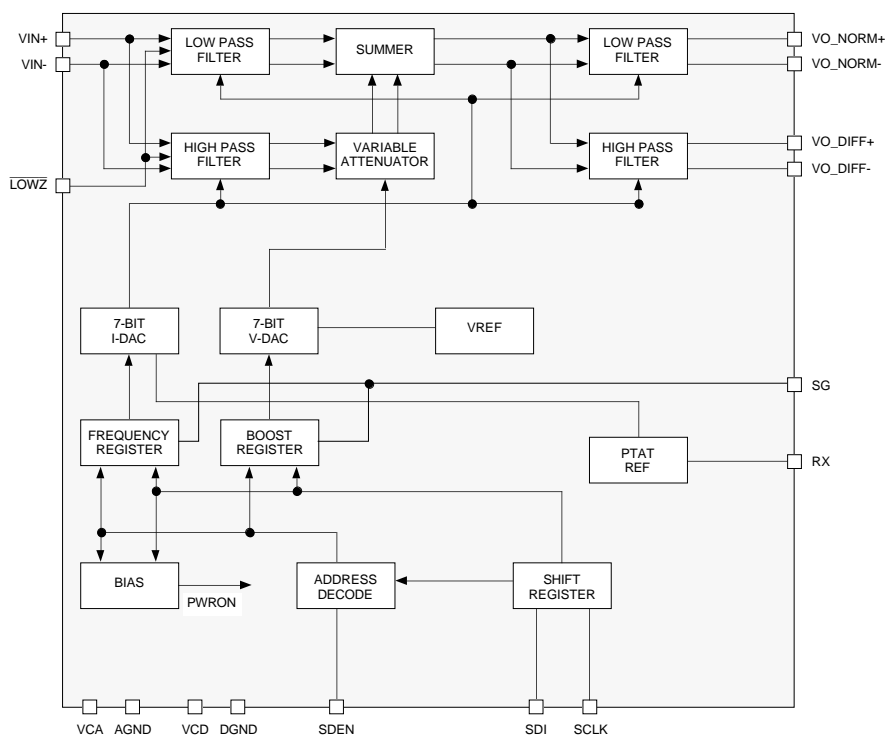 VIN+
VIN-
LOW PASS
FILTER
SUMMER
LOW PASS
FILTER
VO_NORM+
VO_NORM-
HIGH PASS
FILTER
VARIABLE
ATTENUATOR
HIGH PASS
FILTER
VO_DIFF+
VO_DIFF-
LOWZ
7-BIT
I-DAC
7-BIT
V-DAC
VREF
SG
FREQUENCY
REGISTER
BOOST
REGISTER
PTAT
REF
RX
BIAS
PWRON
ADDRESS
DECODE
SHIFT
REGISTER
VCA
AGND
VCD
DGND
SDEN
SDI
SCLK